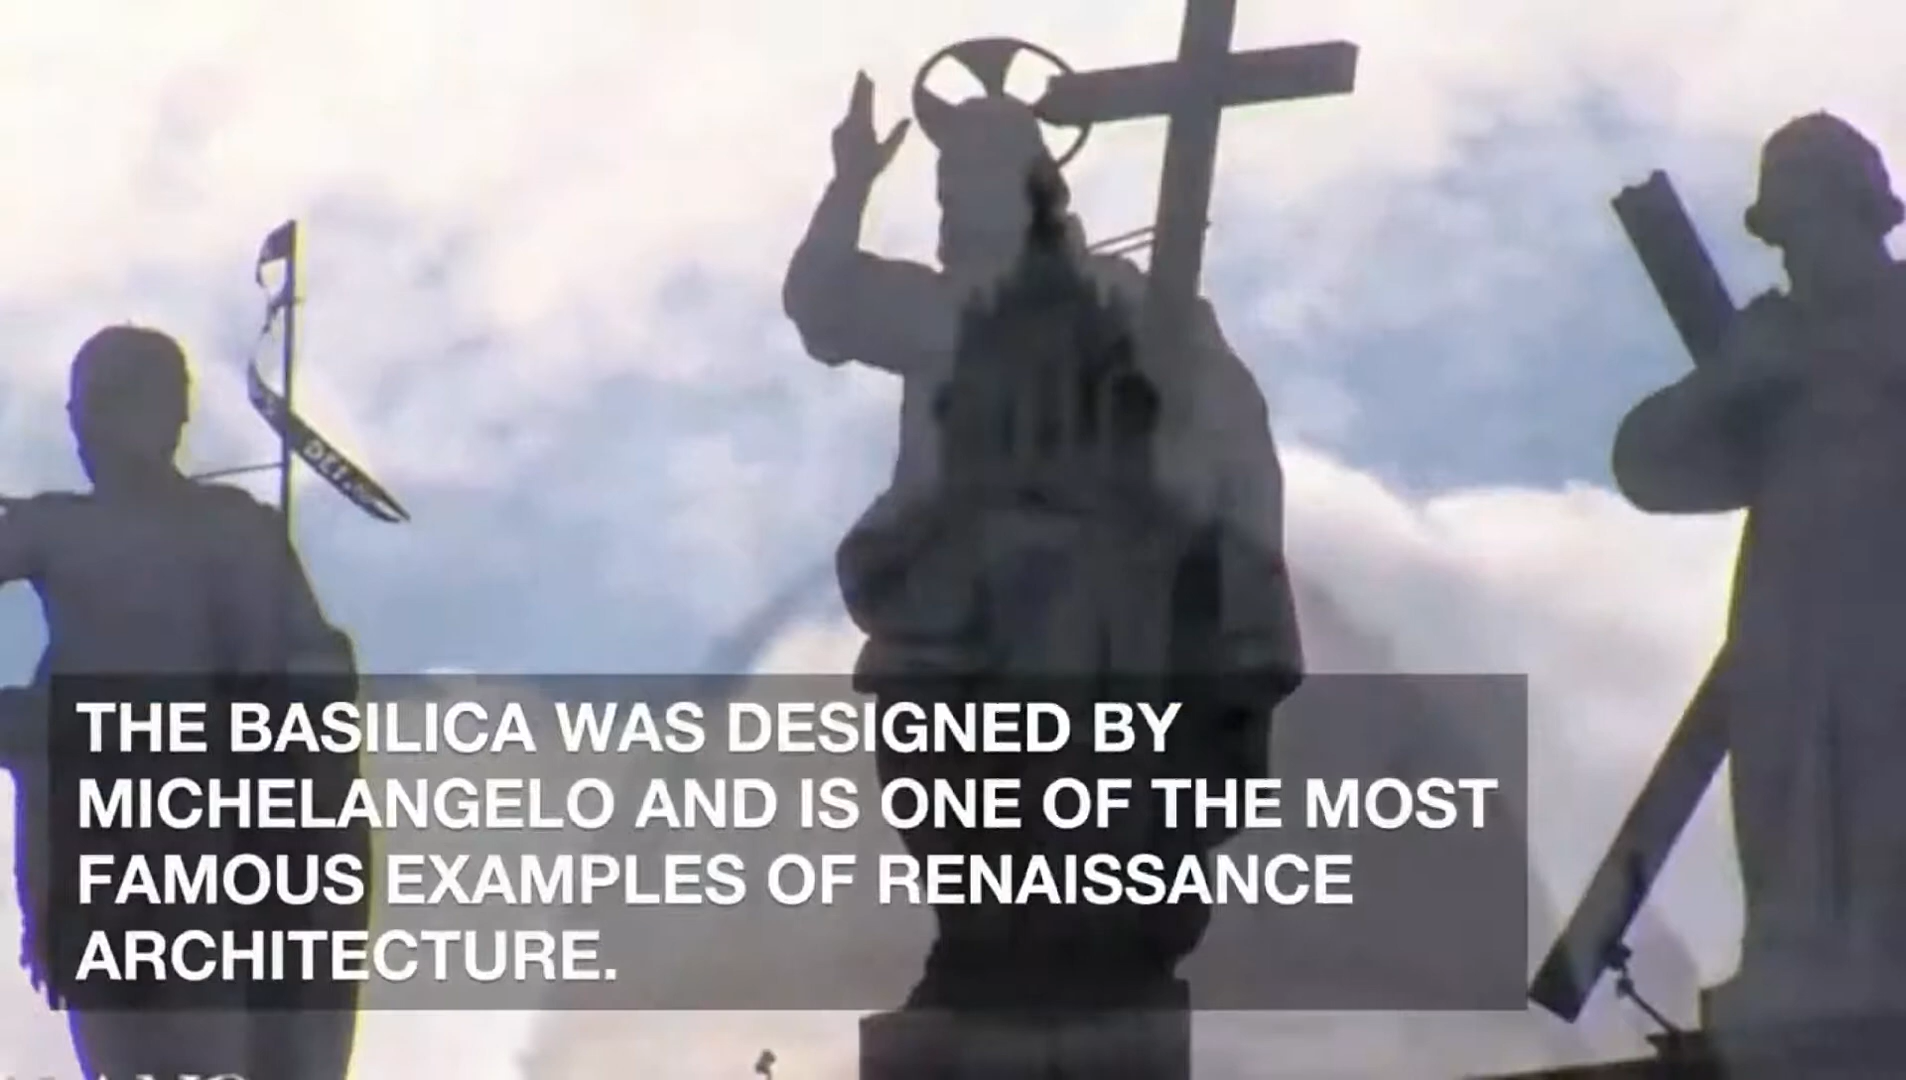 THE BASILICA WAS DESIGNED BY
MICHELANGELO AND IS ONE OF THE MOST
FAMOUS EXAMPLES OF RENAISSANCE
ARCHITECTURE.